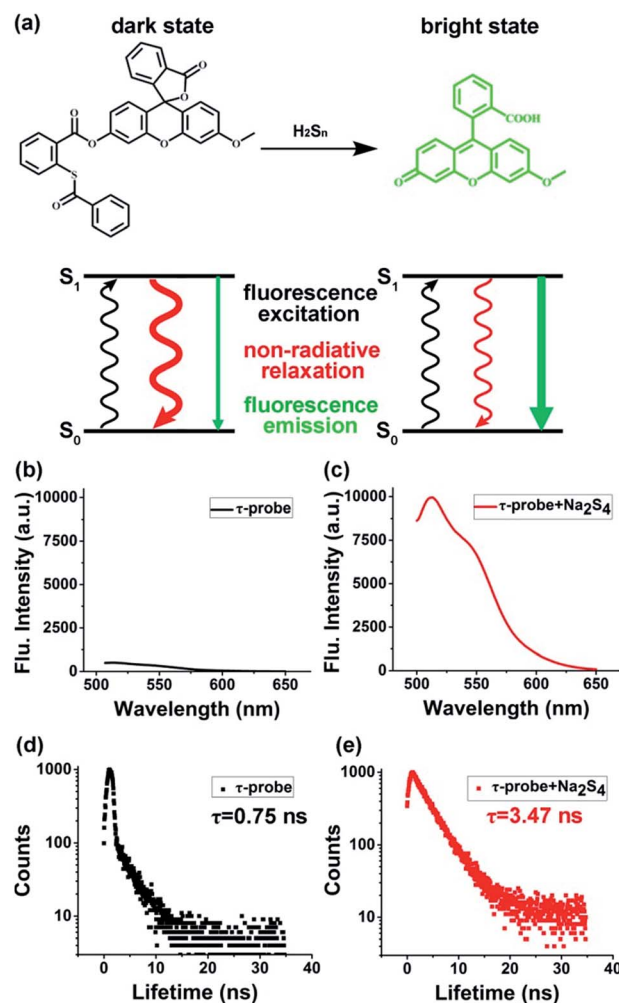 (a) dark state bright state
O
O
O
O
O
O
S
O
H₂Sₙ
COOH
O
O
O
S₁ S₁
fluorescence
excitation
non-radiative
relaxation
fluorescence
emission
S₀ S₀
(b)
10000
7500
5000
2500
0
Flu. Intensity (a.u.)
τ-probe
500 550 600 650
Wavelength (nm)
(c)
10000
7500
5000
2500
0
Flu. Intensity (a.u.)
τ-probe+Na₂S₄
500 550 600 650
Wavelength (nm)
(d)
1000
100
10
Counts
τ-probe
τ=0.75 ns
0 10 20 30 40
Lifetime (ns)
(e)
1000
100
10
Counts
τ-probe+Na₂S₄
τ=3.47 ns
0 10 20 30 40
Lifetime (ns)